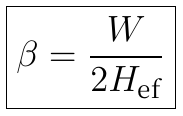 β = W / 2H_ef